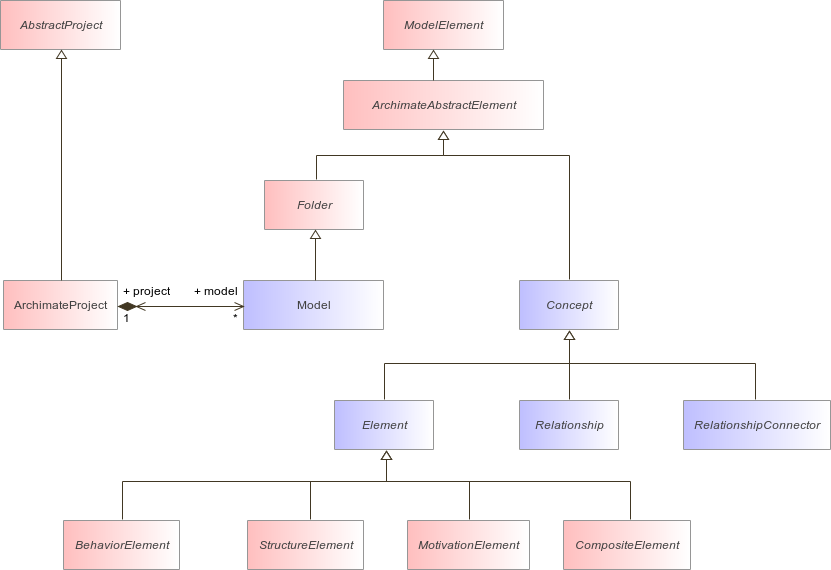 AbstractProject
ModelElement
ArchimateAbstractElement
Folder
+ project
+ model
ArchimateProject
Model
Concept
1
*
Element
Relationship
RelationshipConnector
BehaviorElement
StructureElement
MotivationElement
CompositeElement